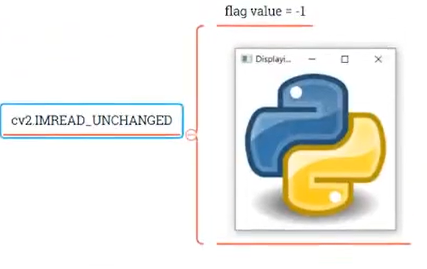 flag value = -1
Displayi...
cv2.IMREAD_UNCHANGED